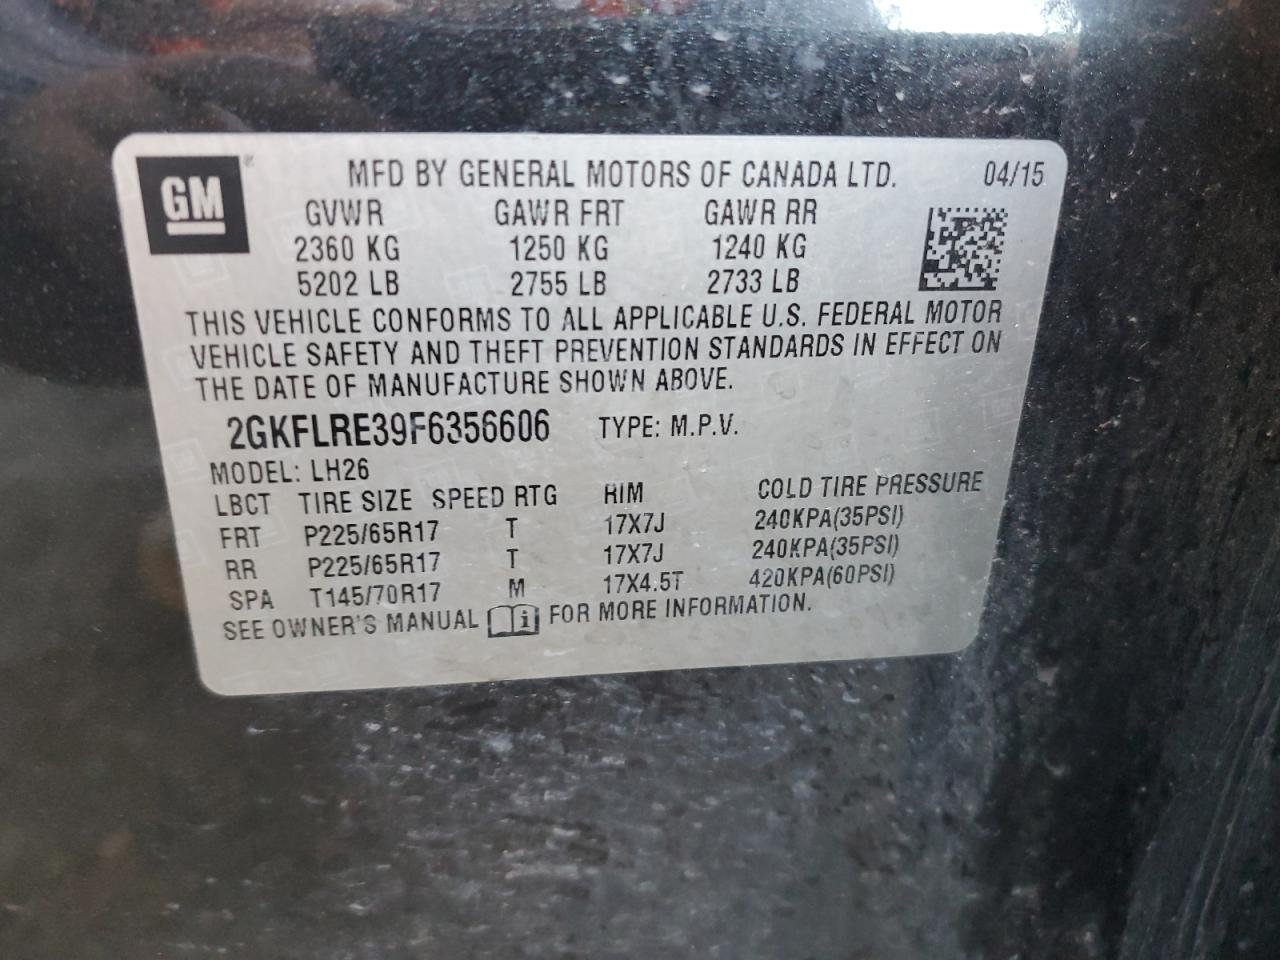 GM
MFD BY GENERAL MOTORS OF CANADA LTD. 04/15
GVWR GAWR FRT GAWR RR
2360 KG 1250 KG 1240 KG
5202 LB 2755 LB 2733 LB
THIS VEHICLE CONFORMS TO ALL APPLICABLE U.S. FEDERAL MOTOR
VEHICLE SAFETY AND THEFT PREVENTION STANDARDS IN EFFECT ON
THE DATE OF MANUFACTURE SHOWN ABOVE.
2GKFLRE39F6356606 TYPE: M.P.V.
MODEL: LH26
LBCT TIRE SIZE SPEED RTG RIM COLD TIRE PRESSURE
FRT P225/65R17 T 17X7J 240KPA(35PSI)
RR P225/65R17 T 17X7J 240KPA(35PSI)
SPA T145/70R17 M 17X4.5T 420KPA(60PSI)
SEE OWNER'S MANUAL i FOR MORE INFORMATION.